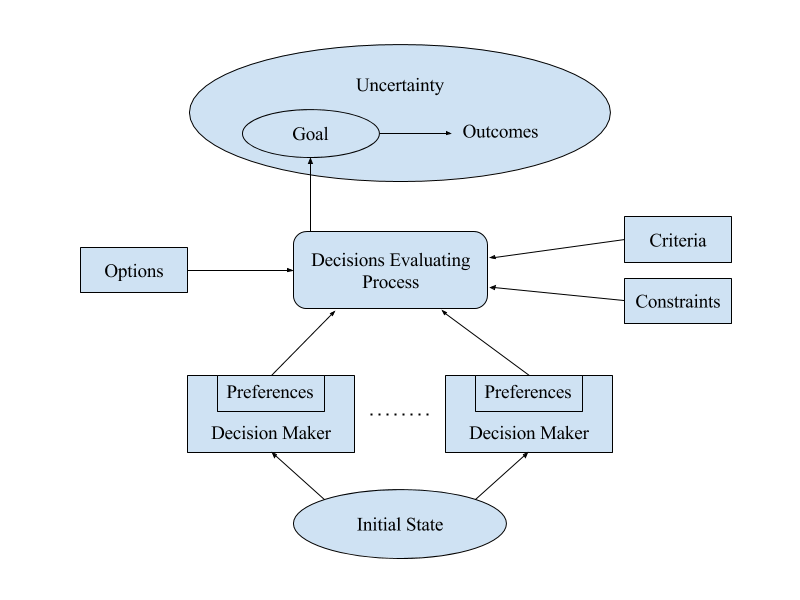 Uncertainty
Goal
Outcomes
Criteria
Options
Decisions Evaluating
Process
Constraints
Preferences
Decision Maker
........
Preferences
Decision Maker
Initial State